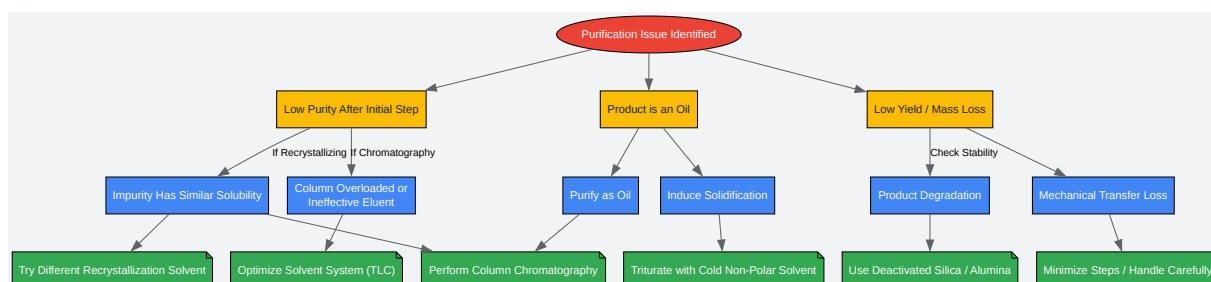 Purification Issue Identified
Low Purity After Initial Step
Product is an Oil
Low Yield / Mass Loss
If Recrystallizing
If Chromatography
Check Stability
Impurity Has Similar Solubility
Column Overloaded or
Ineffective Eluent
Purify as Oil
Induce Solidification
Product Degradation
Mechanical Transfer Loss
Try Different Recrystallization Solvent
Optimize Solvent System (TLC)
Perform Column Chromatography
Triturate with Cold Non-Polar Solvent
Use Deactivated Silica / Alumina
Minimize Steps / Handle Carefully